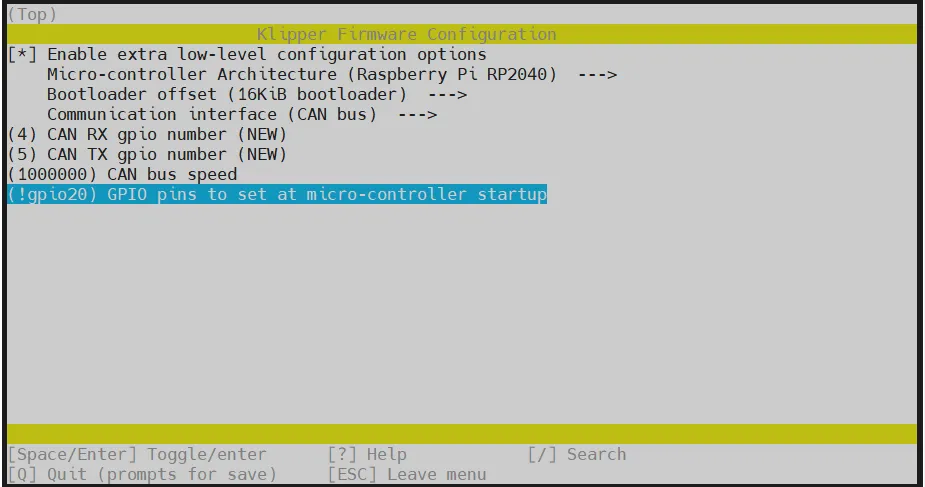 (Top)
Klipper Firmware Configuration
[*] Enable extra low-level configuration options
Micro-controller Architecture (Raspberry Pi RP2040) --->
Bootloader offset (16KiB bootloader) --->
Communication interface (CAN bus) --->
(4) CAN RX gpio number (NEW)
(5) CAN TX gpio number (NEW)
(1000000) CAN bus speed
(!gpio20) GPIO pins to set at micro-controller startup
[Space/Enter] Toggle/enter [?] Help [/] Search
[Q] Quit (prompts for save) [ESC] Leave menu